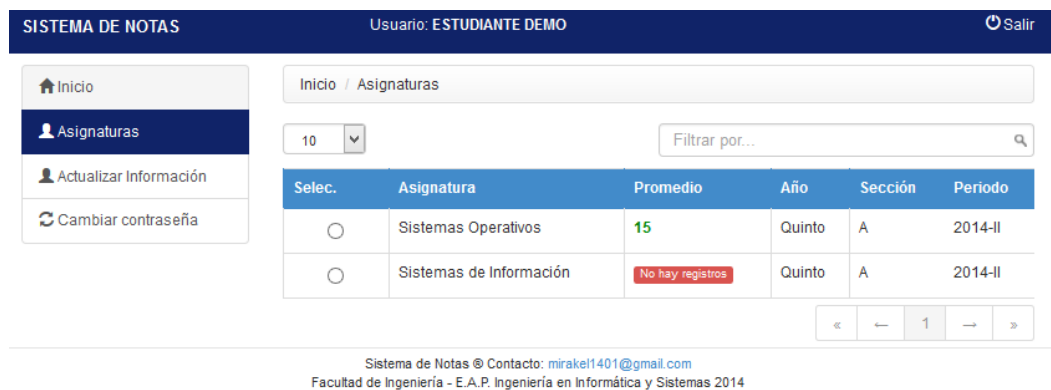 SISTEMA DE NOTAS Usuario: ESTUDIANTE DEMO Salir
Inicio
Asignaturas
Actualizar Información
Cambiar contraseña
Inicio / Asignaturas
10 Filtrar por...
Selec. Asignatura Promedio Año Sección Periodo
Sistemas Operativos 15 Quinto A 2014-II
Sistemas de Información No hay registros Quinto A 2014-II
« ← 1 → »
Sistema de Notas ® Contacto: mirakel1401@gmail.com
Facultad de Ingeniería - E.A.P. Ingeniería en Informática y Sistemas 2014